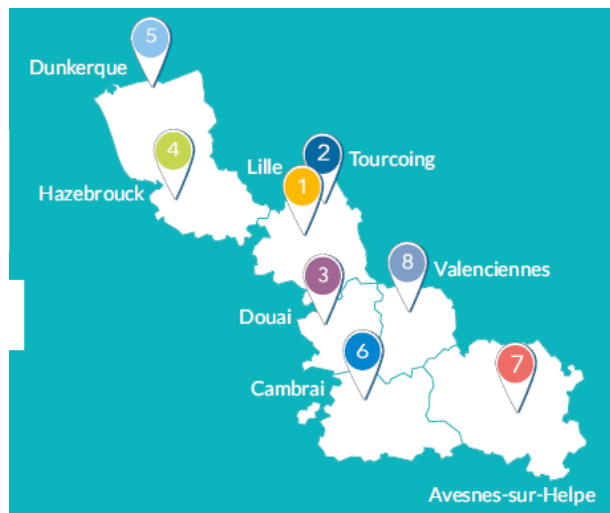 5
Dunkerque
4
Hazebrouck
2
Tourcoing
Lille
1
8
Valenciennes
3
Douai
6
Cambrai
7
Avesnes-sur-Helpe